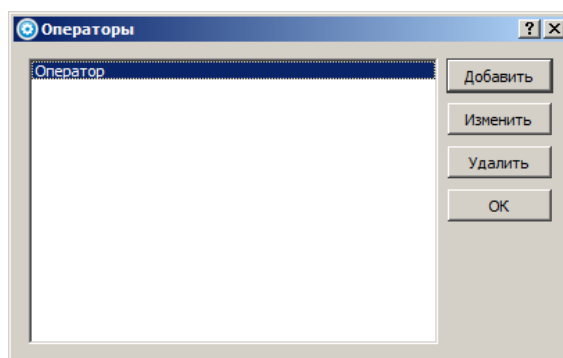 Операторы
Оператор
Добавить
Изменить
Удалить
OK